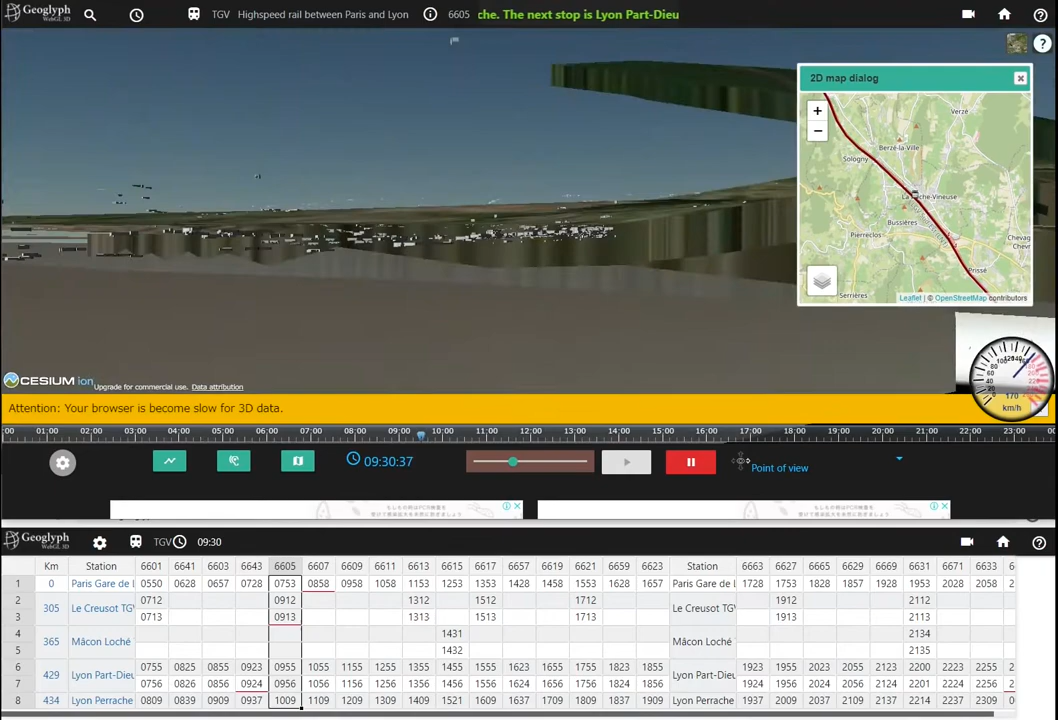 Geoglyph WebGL 3D TGV Highspeed rail between Paris and Lyon 6605 che. The next stop is Lyon Part-Dieu
2D map dialog
+
−
Verzé
Berzé-la-Ville
Sologny
La Roche-Vineuse
Bussières
Pierreclos
Chevag
Chevr
Prissé
Serrières
Leaflet | © OpenStreetMap contributors
CESIUM ion Upgrade for commercial use. Data attribution
170
km/h
Attention: Your browser is become slow for 3D data.
:00 01:00 02:00 03:00 04:00 05:00 06:00 07:00 08:00 09:00 10:00 11:00 12:00 13:00 14:00 15:00 16:00 17:00 18:00 19:00 20:00 21:00 22:00 23:00 00
09:30:37 Point of view
Geoglyph WebGL 3D TGV 09:30
Km Station 6601 6641 6603 6643 6605 6607 6609 6611 6613 6615 6617 6657 6619 6621 6659 6623 Station 6663 6627 6665 6629 6669 6631 6671 6633 6
1 0 Paris Gare de L 0550 0628 0657 0728 0753 0858 0958 1058 1153 1253 1353 1428 1458 1553 1628 1657 Paris Gare de L 1728 1753 1828 1857 1928 1953 2028 2058 2
2 0712 0912 1312 1512 1712 1912 2112
305 Le Creusot TGV Le Creusot TGV
3 0713 0913 1313 1513 1713 1913 2113
4 1431 2134
365 Mâcon Loché Mâcon Loché
5 1432 2135
6 0755 0825 0855 0923 0955 1055 1155 1255 1355 1455 1555 1623 1655 1755 1823 1855 1923 1955 2023 2055 2123 2200 2223 2255 2
429 Lyon Part-Dieu Lyon Part-Dieu
7 0756 0826 0856 0924 0956 1056 1156 1256 1356 1456 1556 1624 1656 1756 1824 1856 1924 1956 2024 2056 2124 2201 2224 2256 2
8 434 Lyon Perrache 0809 0839 0909 0937 1009 1109 1209 1309 1409 1521 1609 1637 1709 1809 1837 1909 Lyon Perrache 1937 2009 2037 2109 2137 2214 2237 2309 2